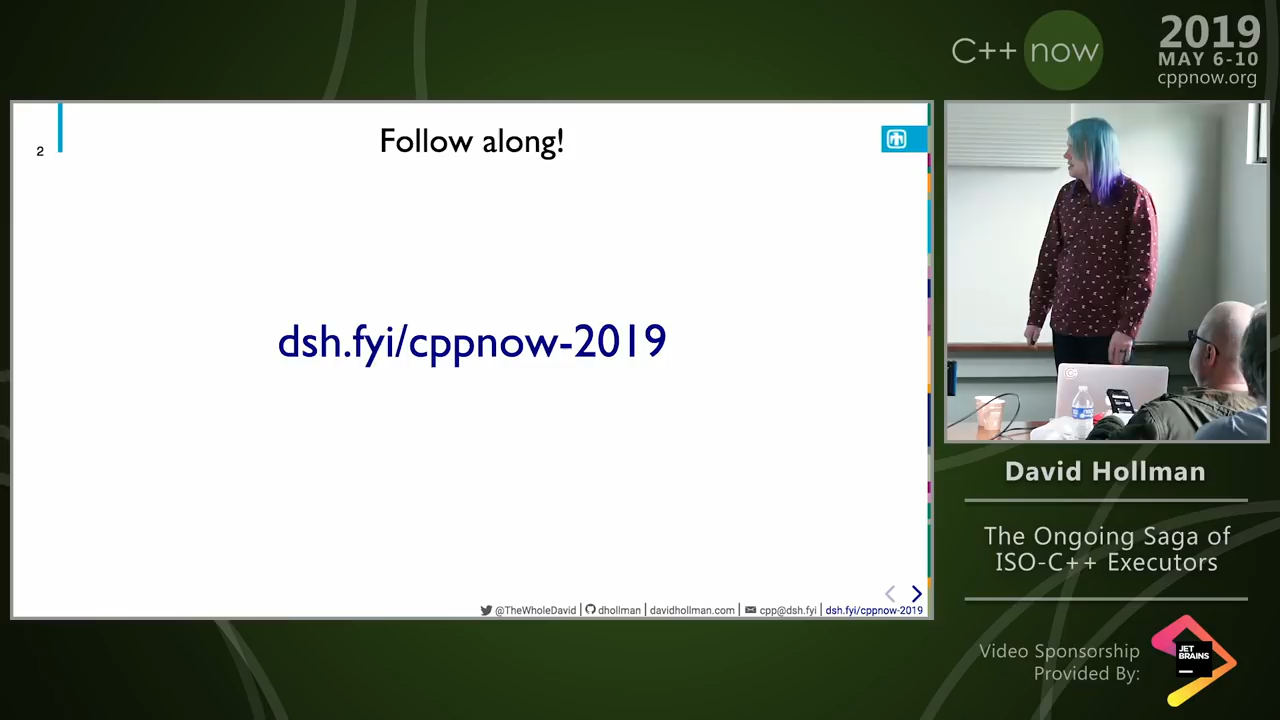 C++ now
2019
MAY 6-10
cppnow.org
2
Follow along!
dsh.fyi/cppnow-2019
@TheWholeDavid | dhollman | davidhollman.com | cpp@dsh.fyi | dsh.fyi/cppnow-2019
David Hollman
The Ongoing Saga of
ISO-C++ Executors
Video Sponsorship
Provided By:
JET
BRAINS